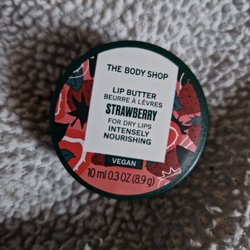 THE BODY SHOP
LIP BUTTER
BEURRE À LÈVRES
STRAWBERRY
FOR DRY LIPS
INTENSELY
NOURISHING
VEGAN
10 ml 0.3 OZ (8.9 g)